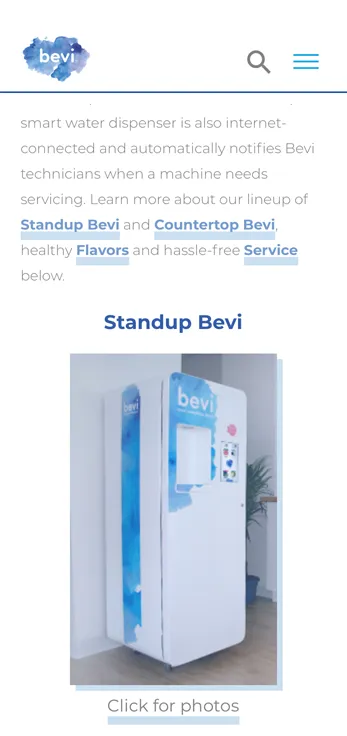 bevi
smart water dispenser is also internet-
connected and automatically notifies Bevi
technicians when a machine needs
servicing. Learn more about our lineup of
Standup Bevi and Countertop Bevi,
healthy Flavors and hassle-free Service
below.
Standup Bevi
bevi
bevi
Click for photos